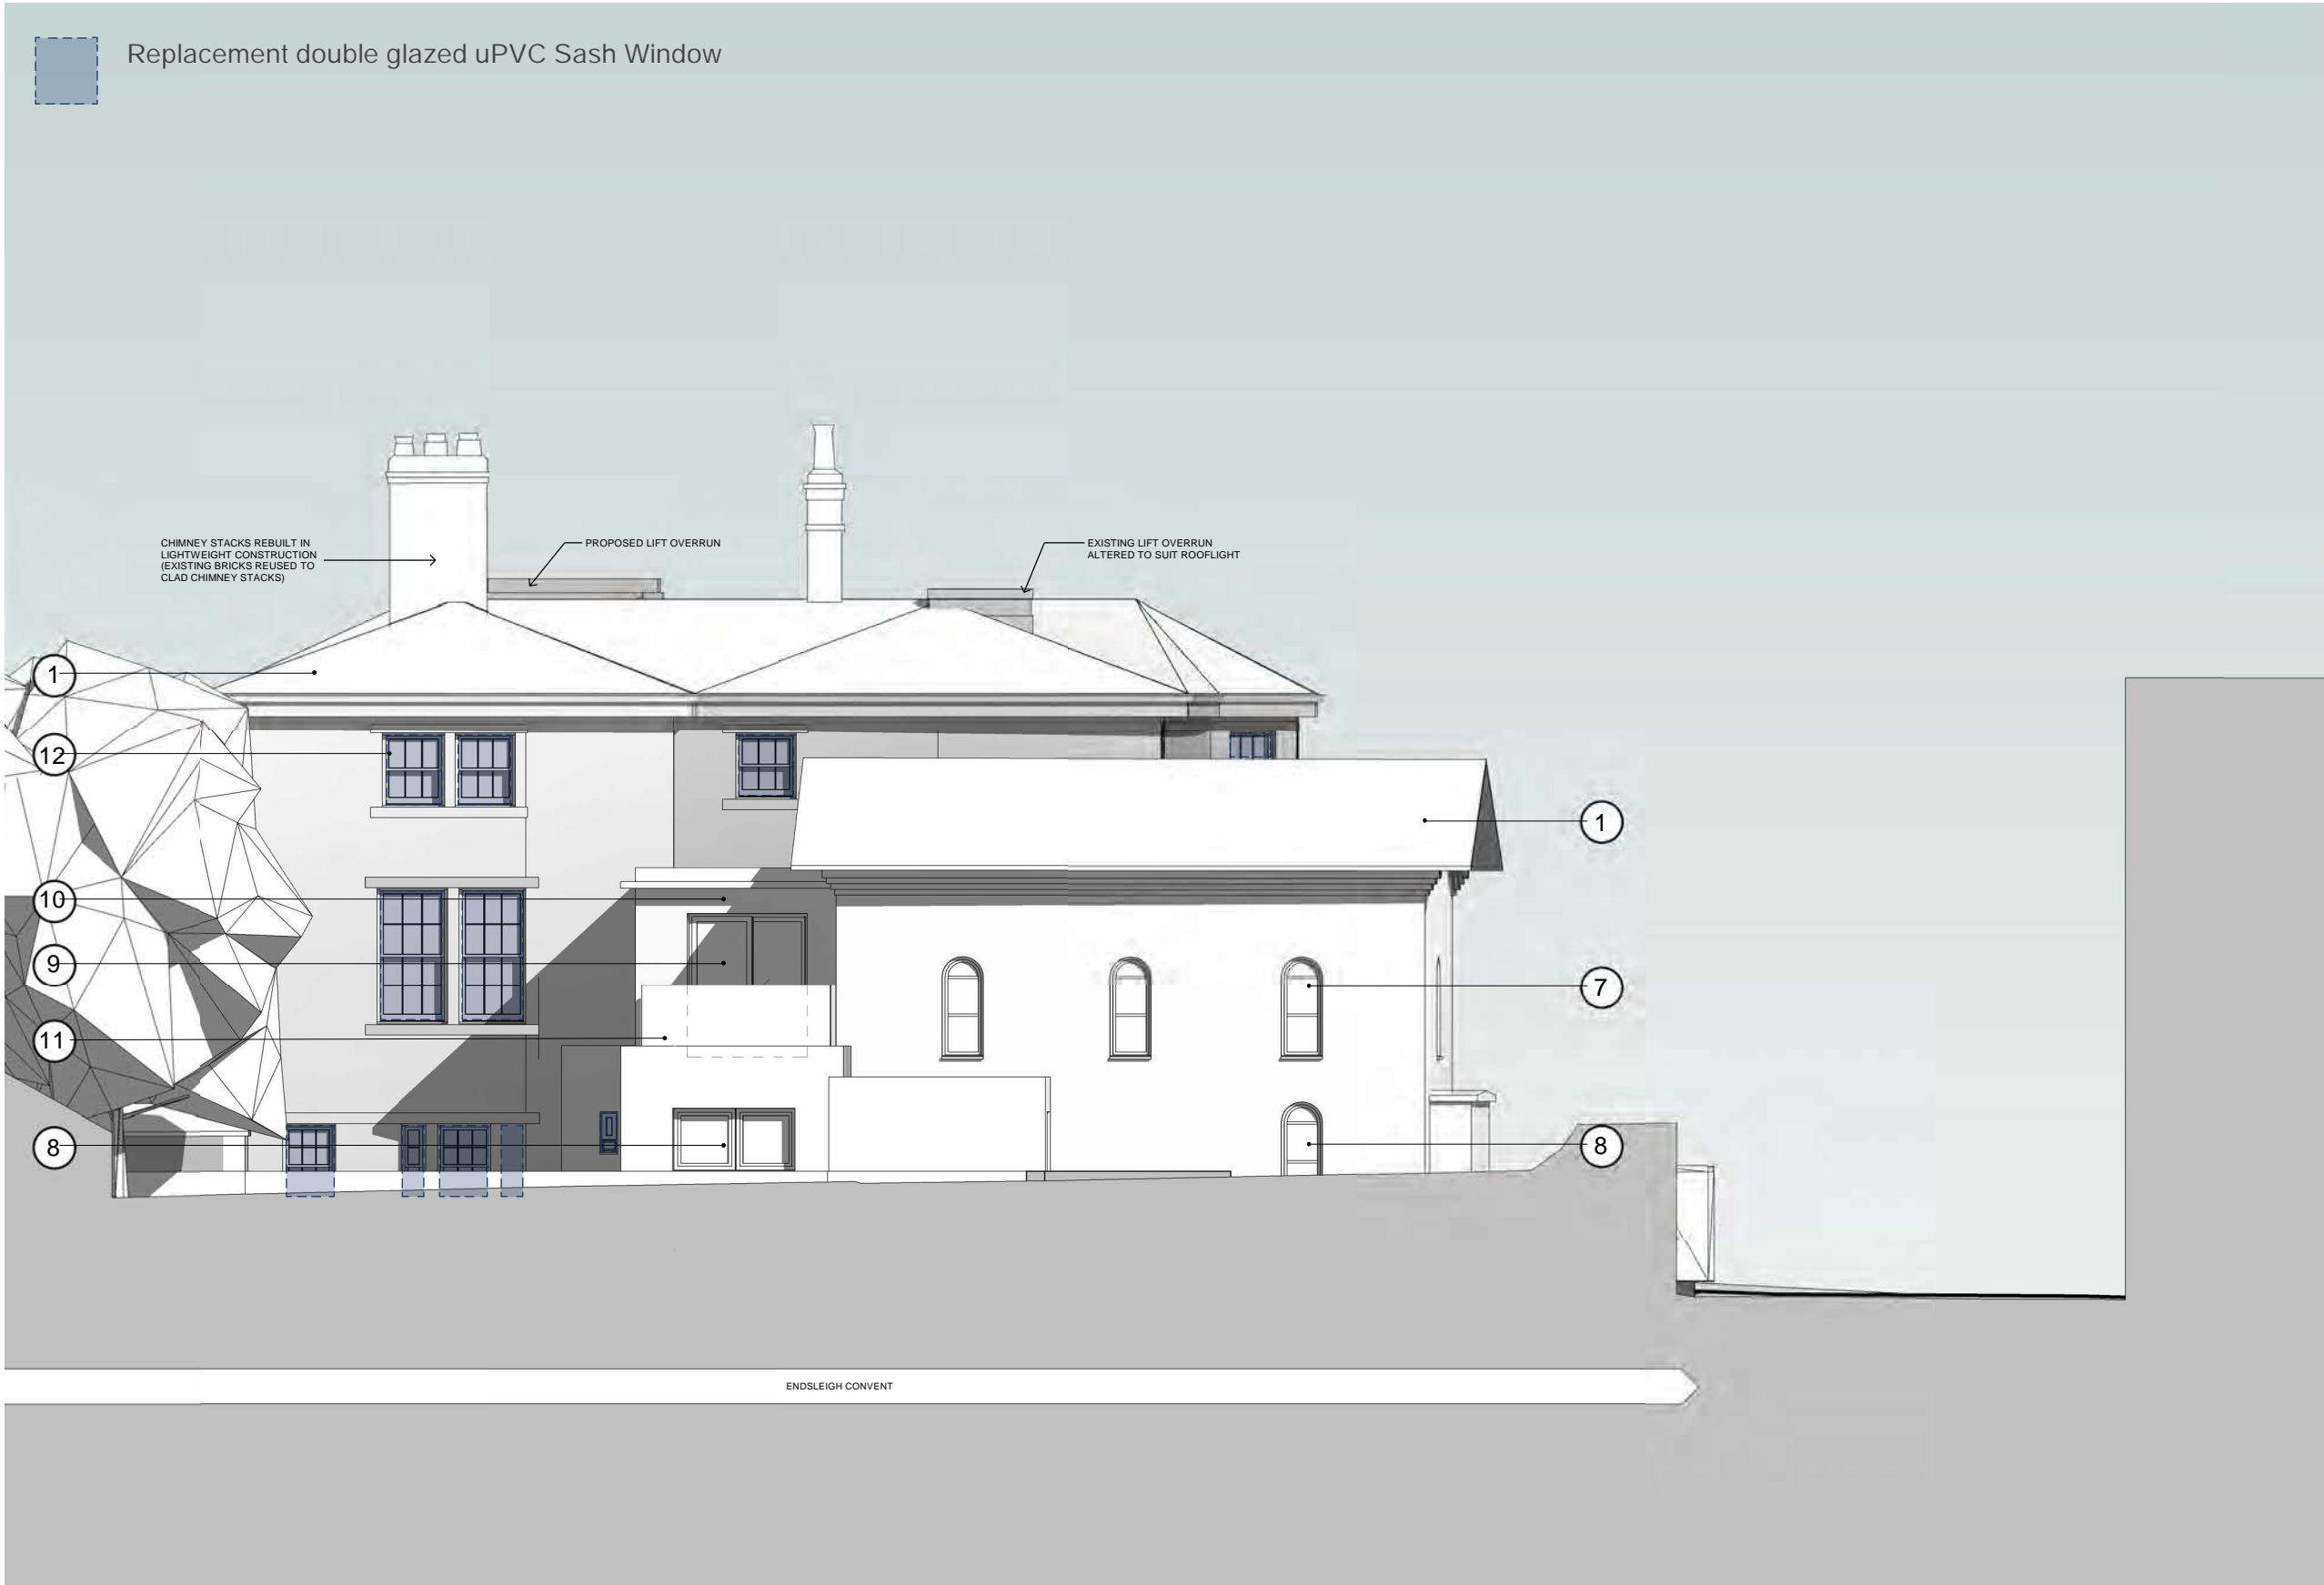 Replacement double glazed uPVC Sash Window
CHIMNEY STACKS REBUILT IN
LIGHTWEIGHT CONSTRUCTION
(EXISTING BRICKS REUSED TO
CLAD CHIMNEY STACKS)
PROPOSED LIFT OVERRUN
EXISTING LIFT OVERRUN
ALTERED TO SUIT ROOFLIGHT
1
12
10
9
11
8
1
7
8
ENDSLEIGH CONVENT